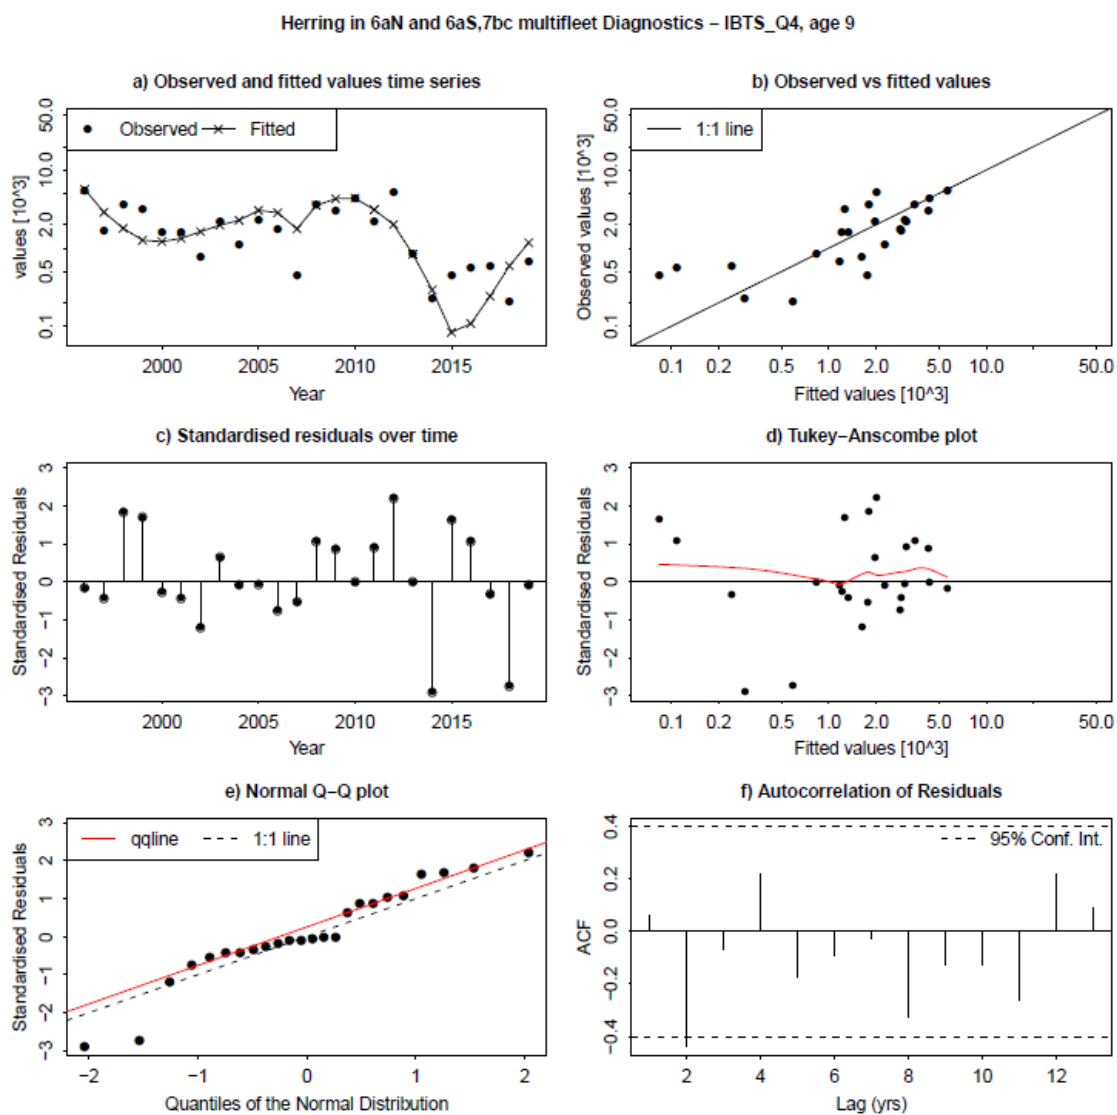 Herring in 6aN and 6aS,7bc multifleet Diagnostics − IBTS_Q4, age 9
a) Observed and fitted values time series
Observed
Fitted
values [10^3]
50.0
10.0
2.0
0.5
0.1
2000 2005 2010 2015
Year
b) Observed vs fitted values
1:1 line
Observed values [10^3]
50.0
10.0
2.0
0.5
0.1
0.1 0.2 0.5 1.0 2.0 5.0 10.0 50.0
Fitted values [10^3]
c) Standardised residuals over time
Standardised Residuals
3
2
1
0
−1
−2
−3
2000 2005 2010 2015
Year
d) Tukey−Anscombe plot
Standardised Residuals
3
2
1
0
−1
−2
−3
0.1 0.2 0.5 1.0 2.0 5.0 10.0 50.0
Fitted values [10^3]
e) Normal Q−Q plot
qqline
1:1 line
Standardised Residuals
3
2
1
0
−1
−2
−3
−2 −1 0 1 2
Quantiles of the Normal Distribution
f) Autocorrelation of Residuals
95% Conf. Int.
ACF
0.4
0.2
0.0
−0.2
−0.4
2 4 6 8 10 12
Lag (yrs)